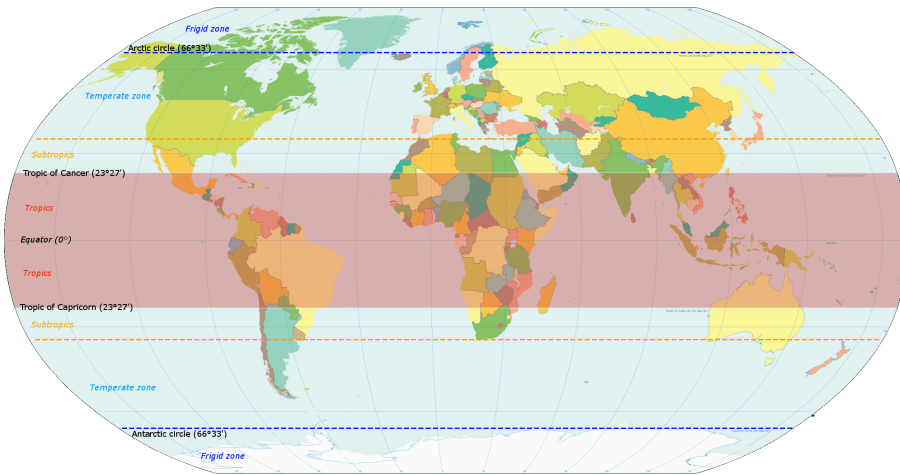 Frigid zone
Arctic circle (66°33')
Temperate zone
Subtropics
Tropic of Cancer (23°27')
Tropics
Equator (0°)
Tropics
Tropic of Capricorn (23°27')
Subtropics
Temperate zone
Antarctic circle (66°33')
Frigid zone